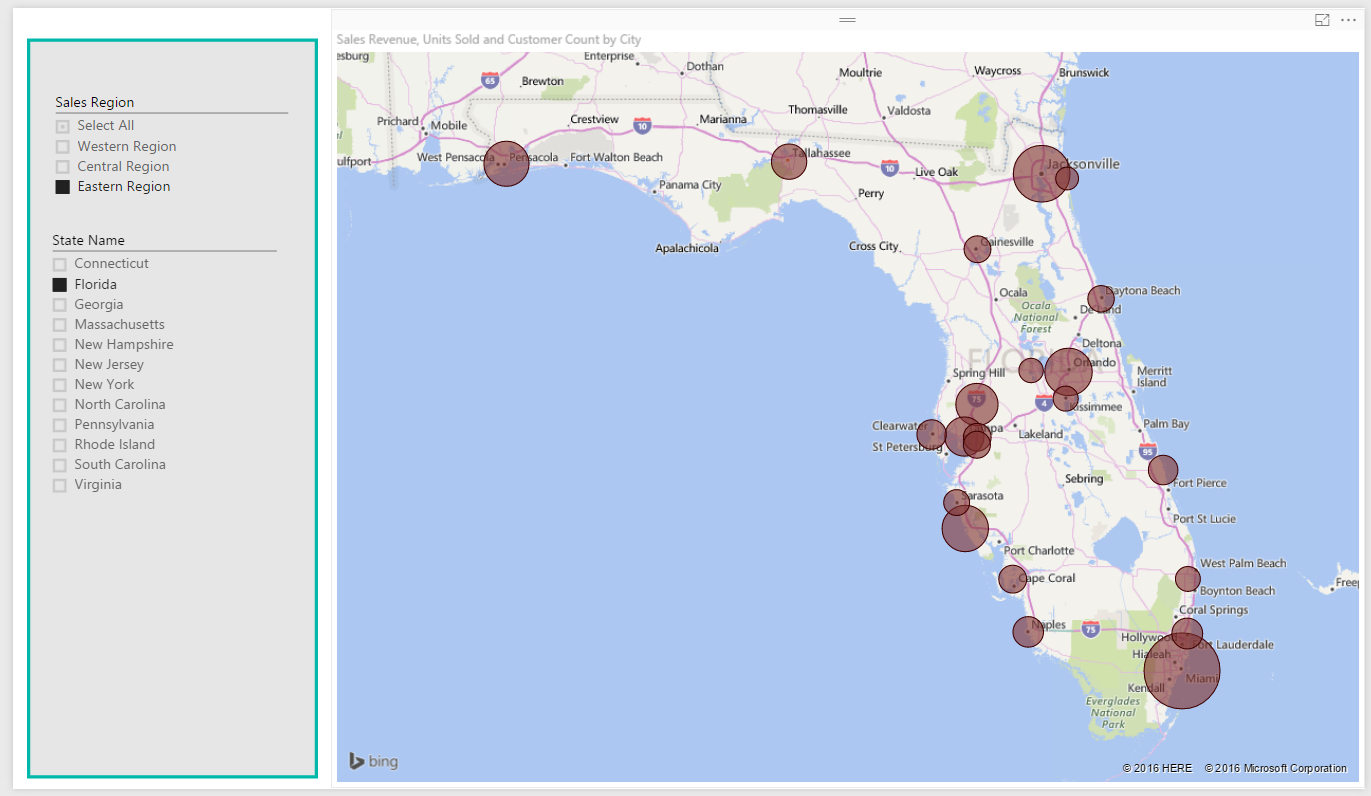 Sales Revenue, Units Sold and Customer Count by City
Sales Region
Select All
Western Region
Central Region
Eastern Region
State Name
Connecticut
Florida
Georgia
Massachusetts
New Hampshire
New Jersey
New York
North Carolina
Pennsylvania
Rhode Island
South Carolina
Virginia
esburg
Enterprise
Dothan
Moultrie
Waycross
Brunswick
65
Brewton
Thomasville
Valdosta
Prichard
Mobile
Crestview
10
Marianna
ulfport
West Pensacola
Pensacola
Fort Walton Beach
Tallahassee
10
Live Oak
Jacksonville
Panama City
Perry
Apalachicola
Cross City
Gainesville
Ocala
Ocala
National
Forest
Daytona Beach
De Land
Deltona
FLORIDA
Spring Hill
Orlando
Merritt
Island
75
4
Kissimmee
Clearwater
Tampa
Lakeland
Palm Bay
St Petersburg
95
Sebring
Fort Pierce
Sarasota
Port St Lucie
Port Charlotte
Cape Coral
West Palm Beach
Boynton Beach
Freep
Coral Springs
Naples
75
Hollywood
Fort Lauderdale
Hialeah
Miami
Kendall
Everglades
National
Park
bing
© 2016 HERE © 2016 Microsoft Corporation